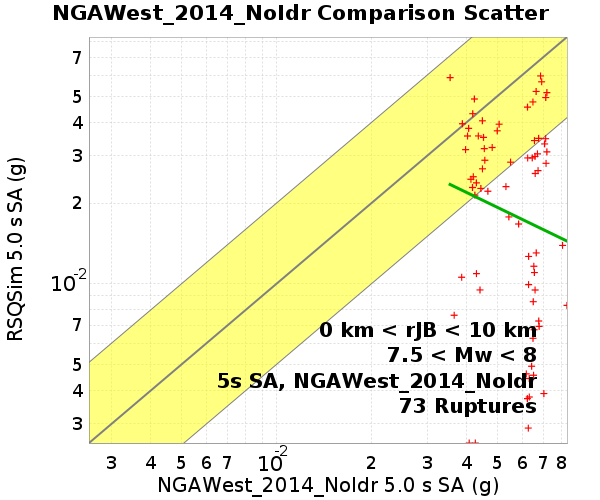 NGAWest_2014_NoIdr Comparison Scatter
7
5
4
3
2
10-2
7
5
4
3
RSQSim 5.0 s SA (g)
0 km < rJB < 10 km
7.5 < Mw < 8
5s SA, NGAWest_2014_NoIdr
73 Ruptures
3 4 5 6 7 10-2 2 3 4 5 6 7 8
NGAWest_2014_NoIdr 5.0 s SA (g)